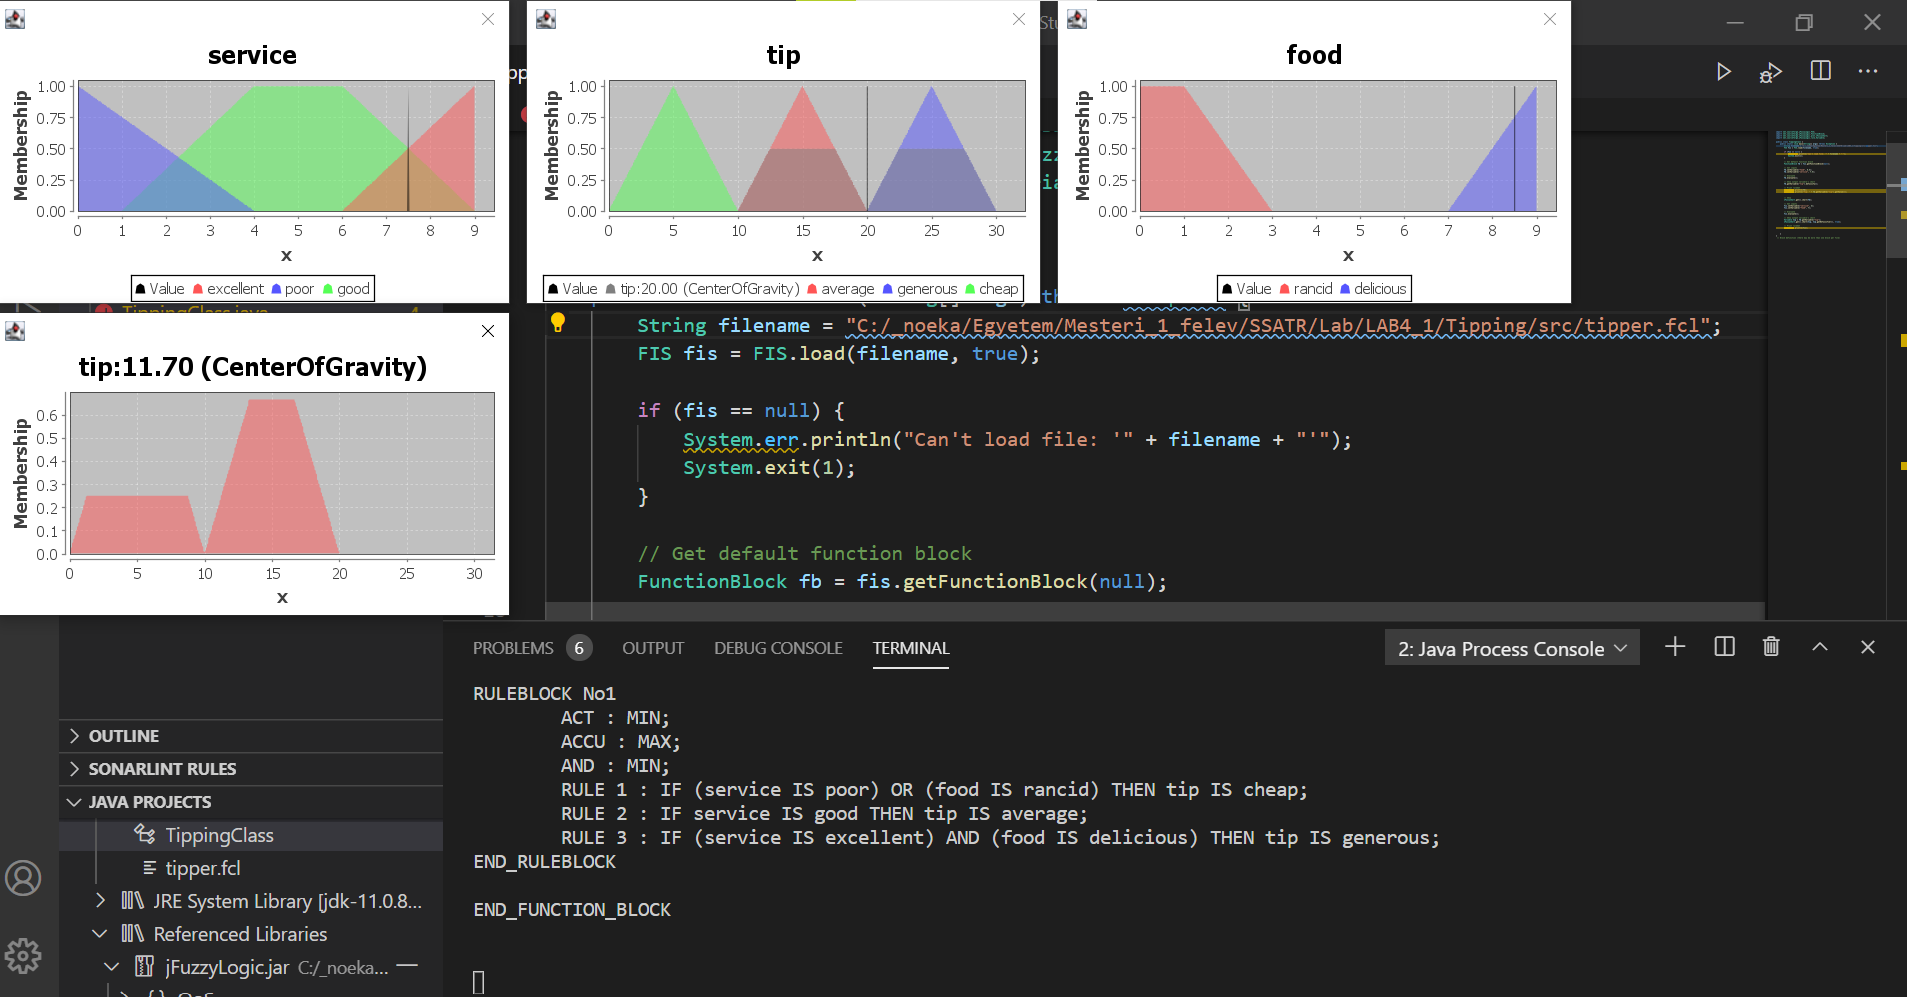 service
Membership
1.00
0.75
0.50
0.25
0.00
0 1 2 3 4 5 6 7 8 9
x
Value excellent poor good
tip
Membership
1.00
0.75
0.50
0.25
0.00
0 5 10 15 20 25 30
x
Value tip:20.00 (CenterOfGravity) average generous cheap
food
Membership
1.00
0.75
0.50
0.25
0.00
0 1 2 3 4 5 6 7 8 9
x
Value rancid delicious
tip:11.70 (CenterOfGravity)
Membership
0.6
0.5
0.4
0.3
0.2
0.1
0.0
0 5 10 15 20 25 30
x
String filename = "C:/_noeka/Egyetem/Mesteri_1_felev/SSATR/Lab/LAB4_1/Tipping/src/tipper.fcl";
FIS fis = FIS.load(filename, true);
if (fis == null) {
System.err.println("Can't load file: '" + filename + "'");
System.exit(1);
}
// Get default function block
FunctionBlock fb = fis.getFunctionBlock(null);
PROBLEMS 6 OUTPUT DEBUG CONSOLE TERMINAL
2: Java Process Console
RULEBLOCK No1
ACT : MIN;
ACCU : MAX;
AND : MIN;
RULE 1 : IF (service IS poor) OR (food IS rancid) THEN tip IS cheap;
RULE 2 : IF service IS good THEN tip IS average;
RULE 3 : IF (service IS excellent) AND (food IS delicious) THEN tip IS generous;
END_RULEBLOCK
END_FUNCTION_BLOCK
OUTLINE
SONARLINT RULES
JAVA PROJECTS
TippingClass
tipper.fcl
JRE System Library [jdk-11.0.8...
Referenced Libraries
jFuzzyLogic.jar C:/_noeka...